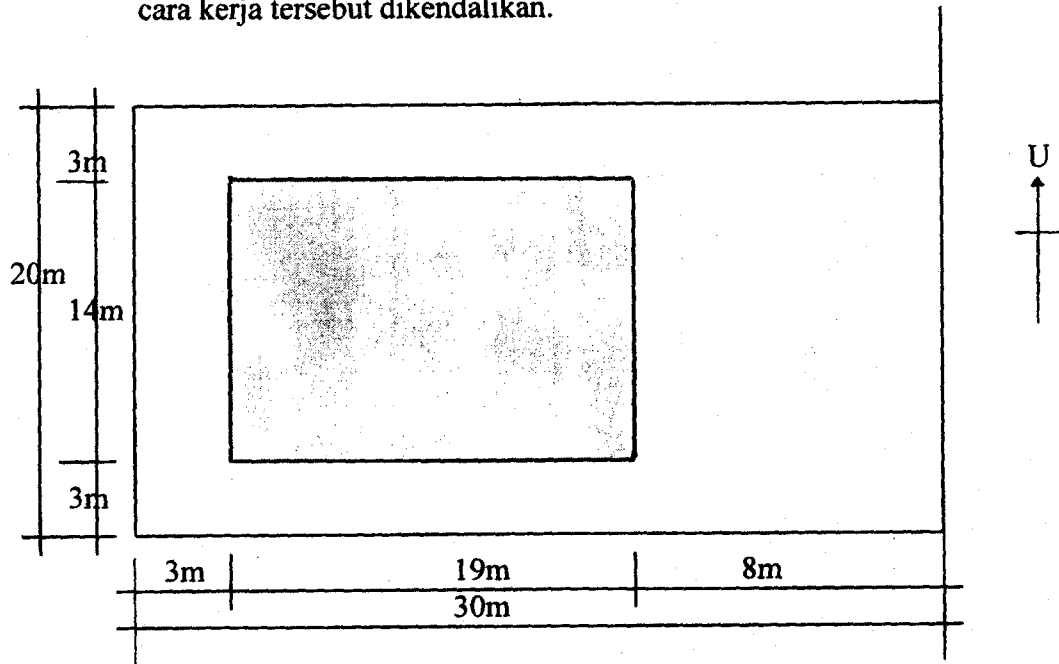 cara kerja tersebut dikendalikan.
U
3m
20m
14m
3m
3m 19m 8m
30m